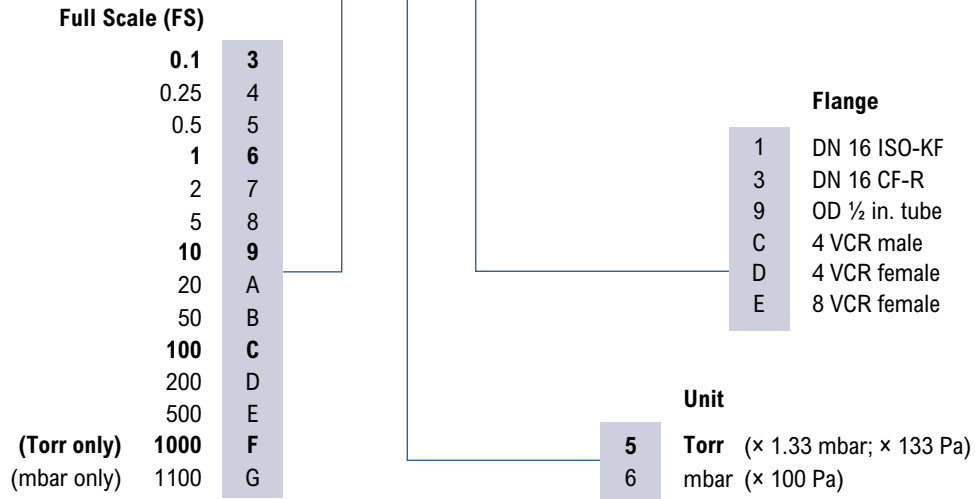 Full Scale (FS)
0.1 3
0.25 4
0.5 5
1 6
2 7
5 8
10 9
20 A
50 B
100 C
200 D
500 E
(Torr only) 1000 F
(mbar only) 1100 G
Flange
1 DN 16 ISO-KF
3 DN 16 CF-R
9 OD ½ in. tube
C 4 VCR male
D 4 VCR female
E 8 VCR female
Unit
5 Torr (× 1.33 mbar; × 133 Pa)
6 mbar (× 100 Pa)